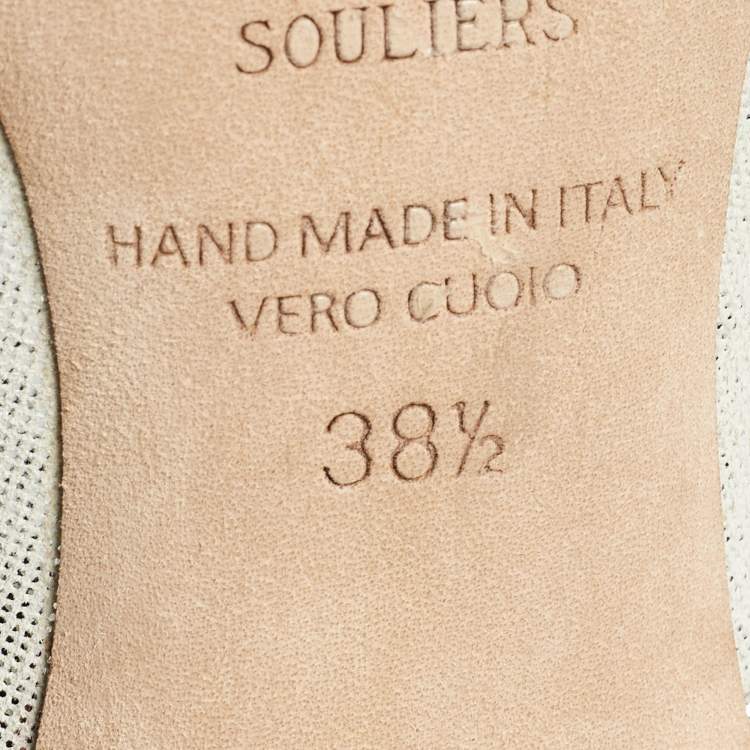 SOULIERS
HAND MADE IN ITALY
VERO CUOIO
38½